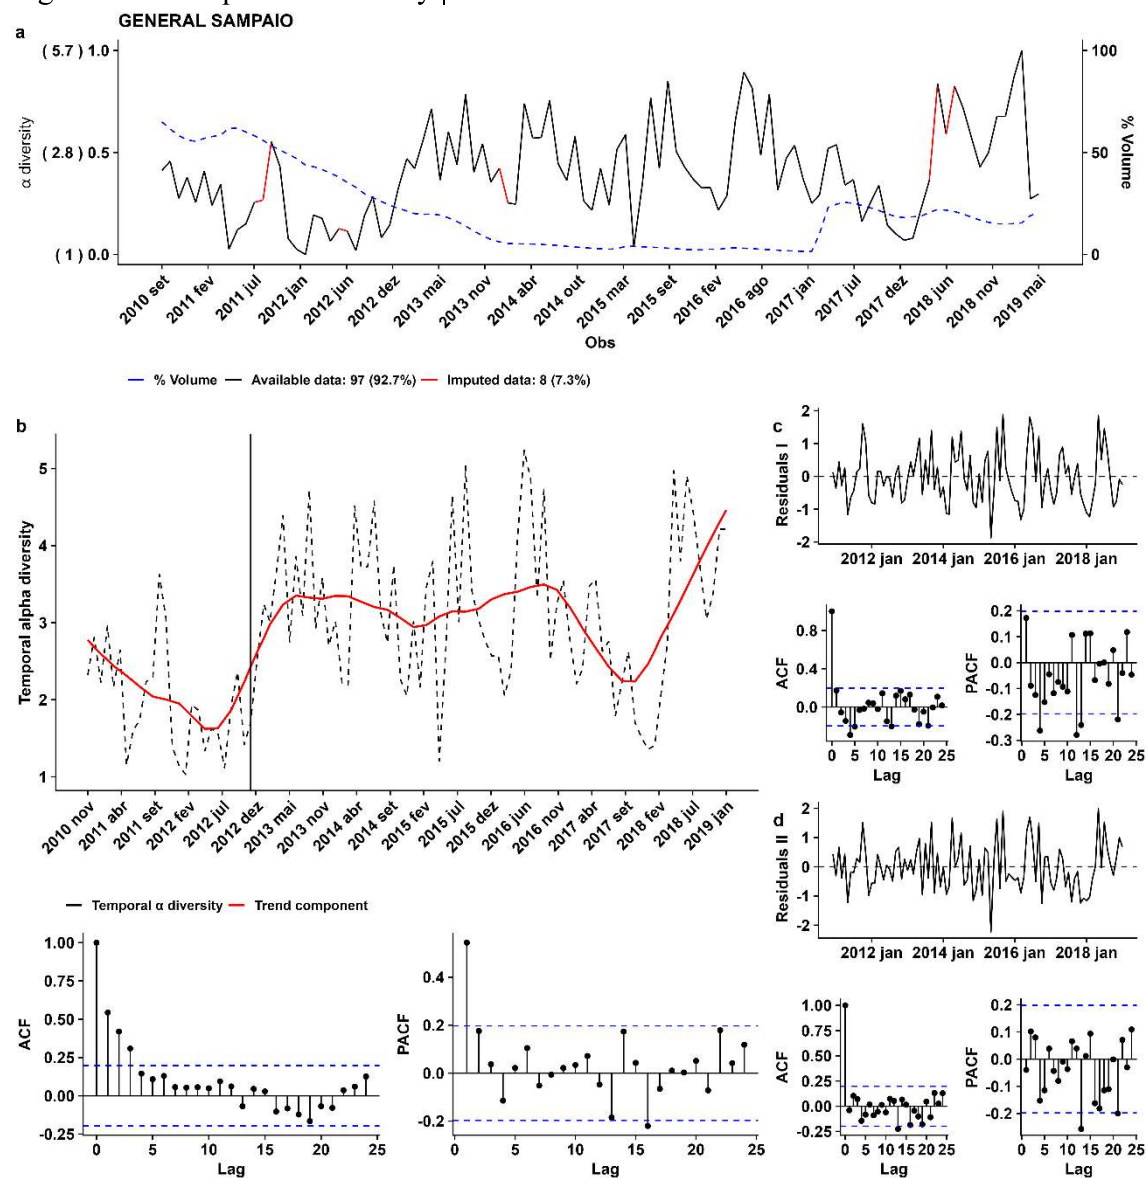 GENERAL SAMPAIO
a
( 5.7 ) 1.0
( 2.8 ) 0.5
( 1 ) 0.0
α diversity
100
50
0
% Volume
2010 set 2011 fev 2011 jul 2012 jan 2012 jun 2012 dez 2013 mai 2013 nov 2014 abr 2014 out 2015 mar 2015 set 2016 fev 2016 ago 2017 jan 2017 jul 2017 dez 2018 jun 2018 nov 2019 mai
Obs
% Volume Available data: 97 (92.7%) Imputed data: 8 (7.3%)
b
Temporal alpha diversity
5
4
3
2
1
2010 nov 2011 abr 2011 set 2012 fev 2012 jul 2012 dez 2013 mai 2013 nov 2014 abr 2014 set 2015 fev 2015 jul 2015 dez 2016 jun 2016 nov 2017 abr 2017 set 2018 fev 2018 jul 2019 jan
Temporal α diversity Trend component
ACF
1.00
0.75
0.50
0.25
0.00
-0.25
0 5 10 15 20 25
Lag
PACF
0.4
0.2
0.0
-0.2
0 5 10 15 20 25
Lag
c
Residuals I
2
1
0
-1
-2
2012 jan 2014 jan 2016 jan 2018 jan
ACF
0.8
0.4
0.0
0 5 10 15 20 25
Lag
PACF
0.2
0.1
0.0
-0.1
-0.2
-0.3
0 5 10 15 20 25
Lag
d
Residuals II
2
1
0
-1
-2
2012 jan 2014 jan 2016 jan 2018 jan
ACF
1.00
0.75
0.50
0.25
0.00
-0.25
0 5 10 15 20 25
Lag
PACF
0.2
0.1
0.0
-0.1
-0.2
0 5 10 15 20 25
Lag